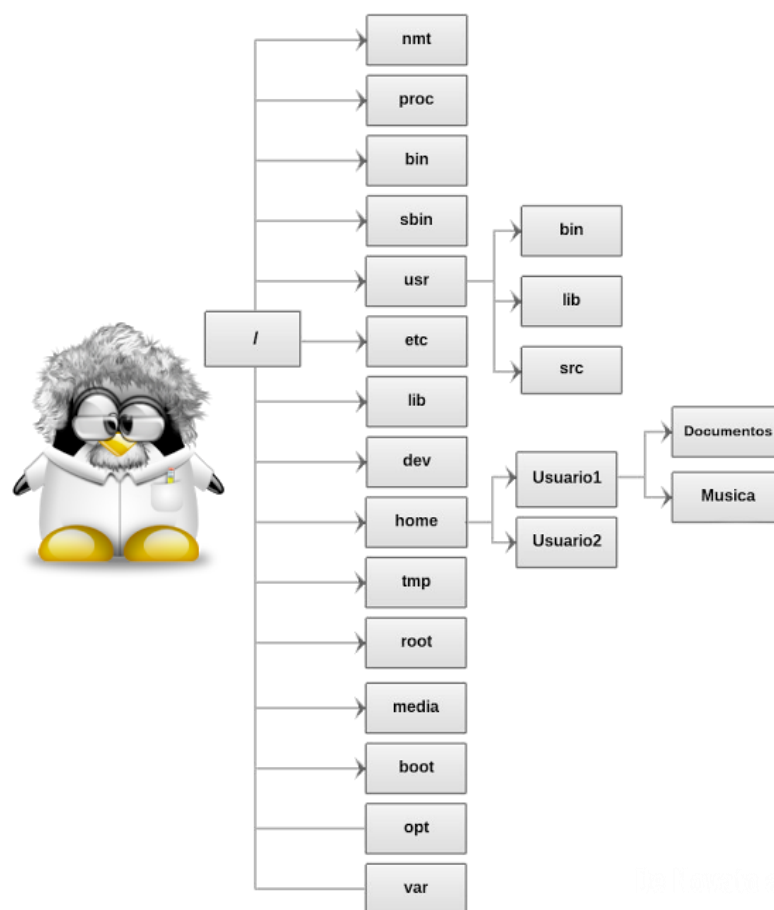 nmt
proc
bin
sbin
usr
bin
lib
src
/
etc
lib
dev
home
Usuario1
Usuario2
Documentos
Musica
tmp
root
media
boot
opt
var